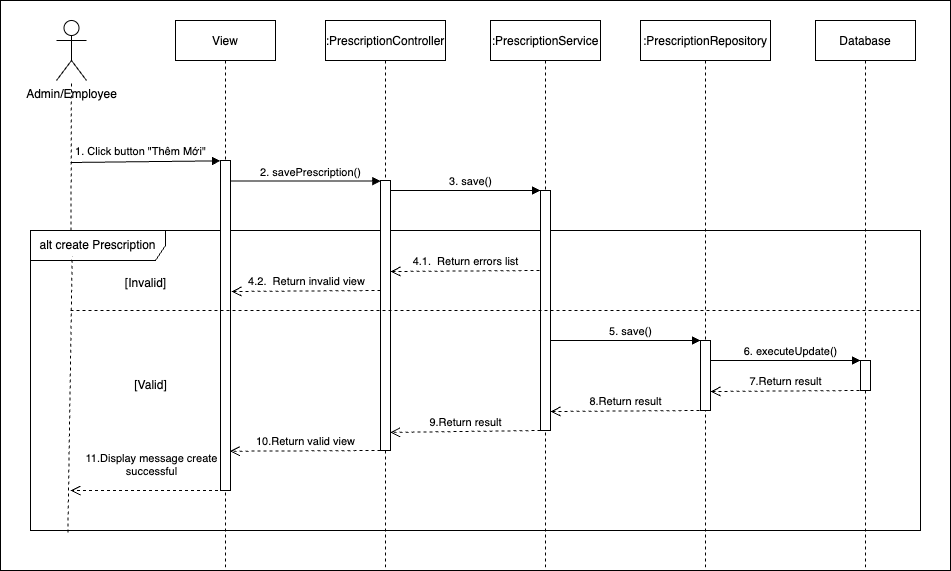 View
:PrescriptionController
:PrescriptionService
:PrescriptionRepository
Database
Admin/Employee
1. Click button "Thêm Mới"
2. savePrescription()
3. save()
alt create Prescription
4.1.  Return errors list
[Invalid]
4.2.  Return invalid view
5. save()
6. executeUpdate()
[Valid]
7.Return result
8.Return result
9.Return result
10.Return valid view
11.Display message create
successful